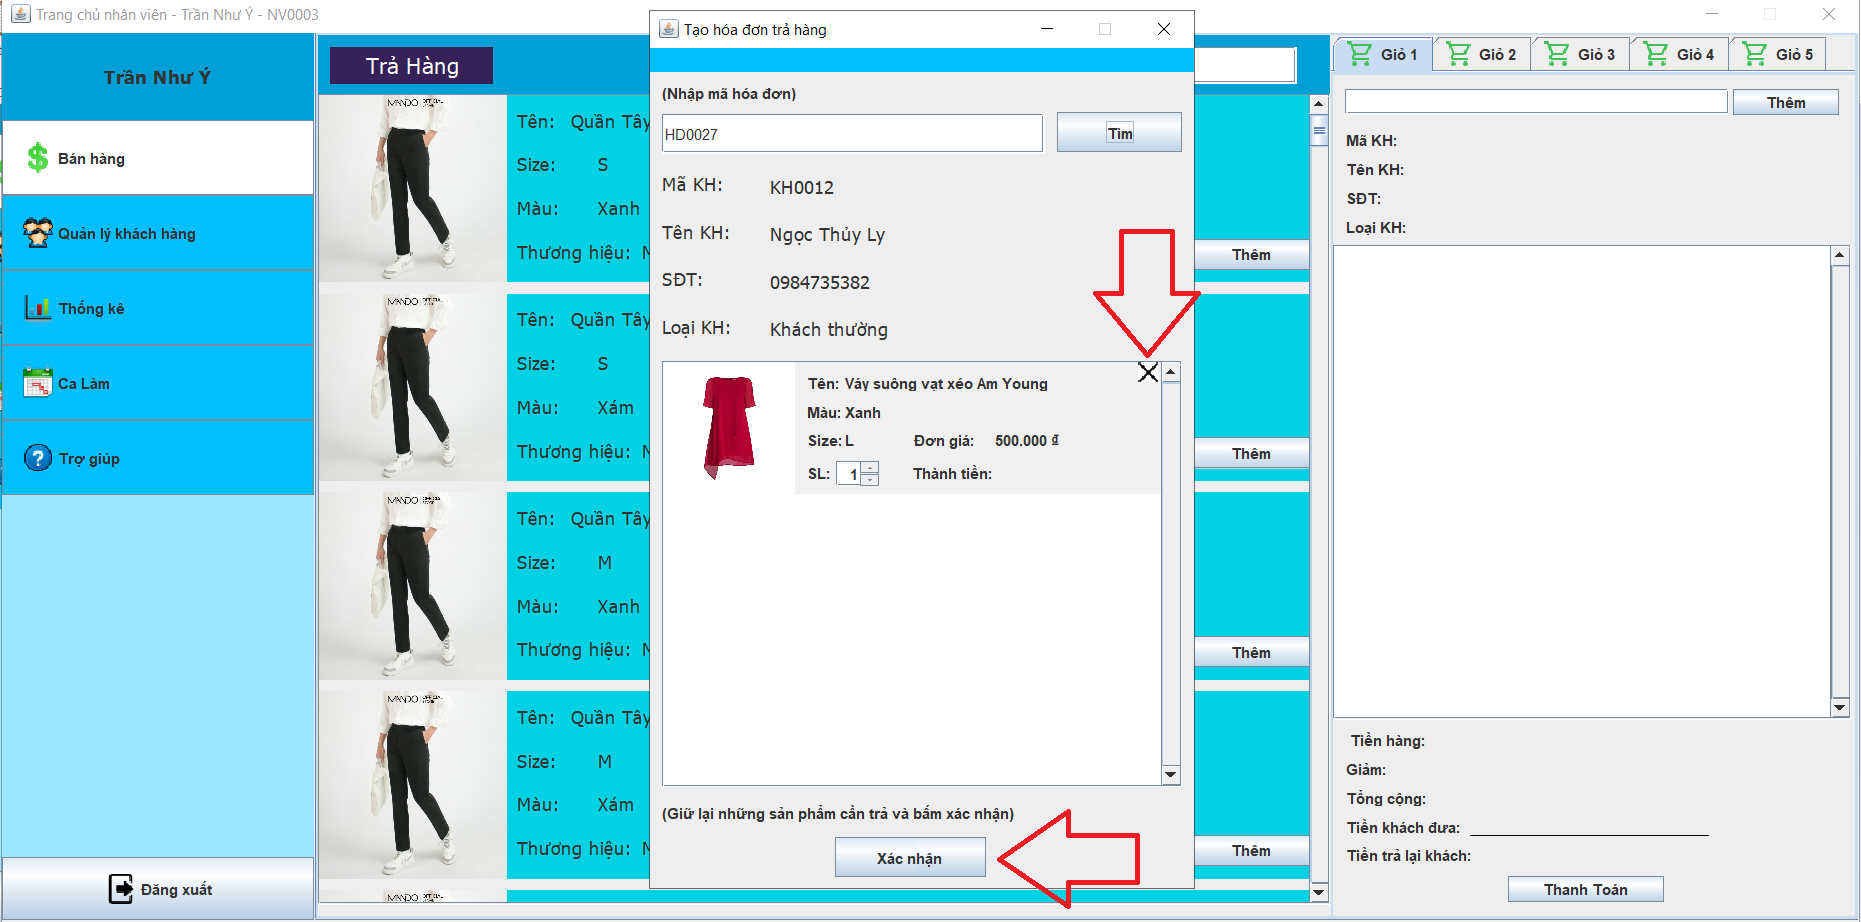 Trang chủ nhân viên - Trần Như Ý - NV0003
Trần Như Ý
Bán hàng
Quản lý khách hàng
Thống kê
Ca Làm
Trợ giúp
Đăng xuất
Trả Hàng
MANDO
Tên: Quần Tây
Size: S
Màu: Xanh
Thương hiệu: M
Thêm
MANDO
Tên: Quần Tây
Size: S
Màu: Xám
Thương hiệu: M
Thêm
MANDO
Tên: Quần Tây
Size: M
Màu: Xanh
Thương hiệu: M
Thêm
MANDO
Tên: Quần Tây
Size: M
Màu: Xám
Thương hiệu: M
Thêm
MANDO
Tạo hóa đơn trả hàng
(Nhập mã hóa đơn)
HD0027
Tìm
Mã KH: KH0012
Tên KH: Ngọc Thủy Ly
SĐT: 0984735382
Loại KH: Khách thường
Tên: Váy suông vạt xéo Am Young
Màu: Xanh
Size: L Đơn giá: 500.000 đ
SL: 1 Thành tiền:
(Giữ lại những sản phẩm cần trả và bấm xác nhận)
Xác nhận
Giỏ 1 Giỏ 2 Giỏ 3 Giỏ 4 Giỏ 5
Thêm
Mã KH:
Tên KH:
SĐT:
Loại KH:
Tiền hàng:
Giảm:
Tổng cộng:
Tiền khách đưa:
Tiền trả lại khách:
Thanh Toán